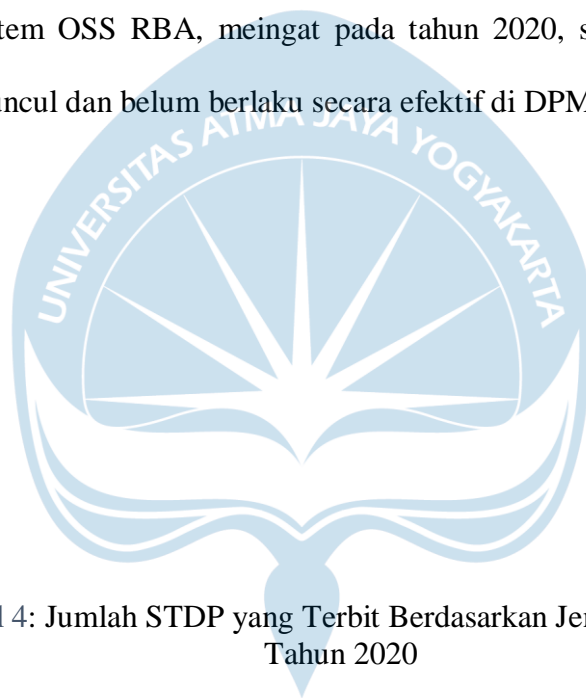 tem OSS RBA, meingat pada tahun 2020, s
uncul dan belum berlaku secara efektif di DPM
UNIVERSITAS ATMA JAYA YOGYAKARTA
4: Jumlah STDP yang Terbit Berdasarkan Jer
Tahun 2020